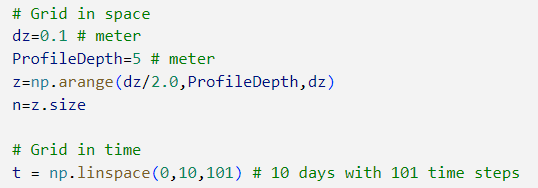 # Grid in space
dz=0.1 # meter
ProfileDepth=5 # meter
z=np.arange(dz/2.0,ProfileDepth,dz)
n=z.size
# Grid in time
t = np.linspace(0,10,101) # 10 days with 101 time steps